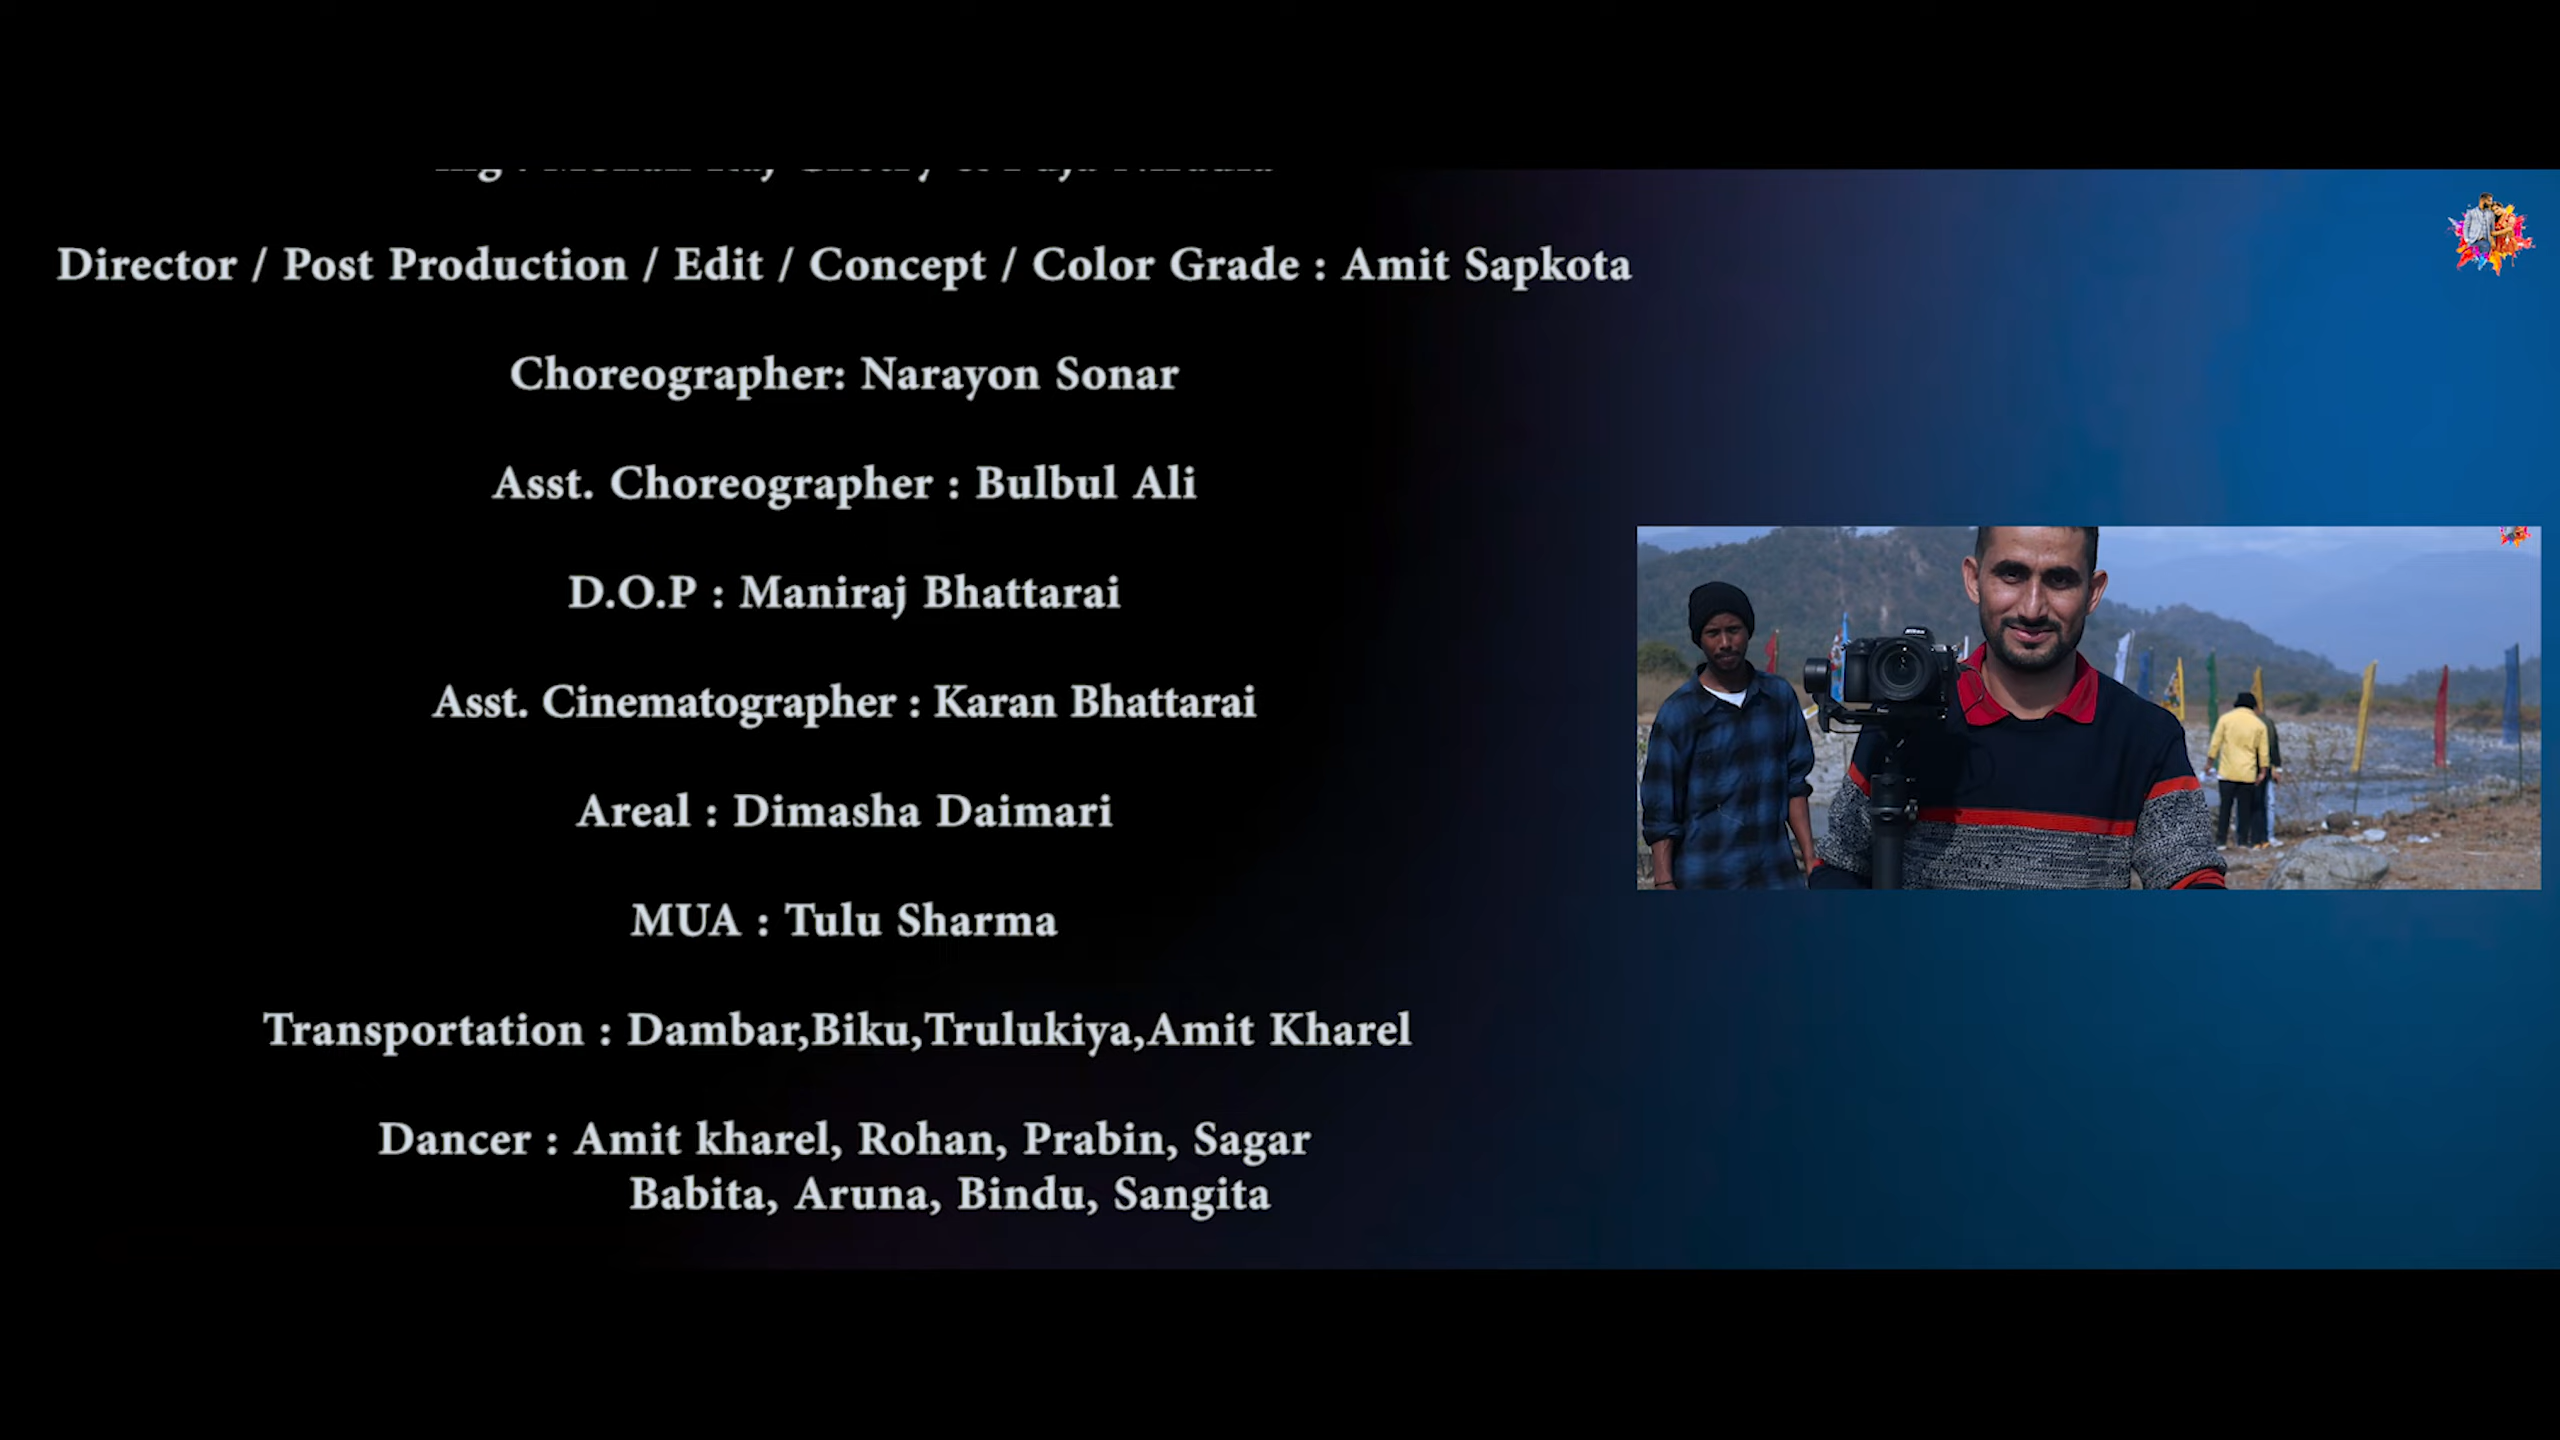 Director / Post Production / Edit / Concept / Color Grade : Amit Sapkota
Choreographer: Narayon Sonar
Asst. Choreographer : Bulbul Ali
D.O.P : Maniraj Bhattarai
Asst. Cinematographer : Karan Bhattarai
Areal : Dimasha Daimari
MUA : Tulu Sharma
Transportation : Dambar,Biku,Trulukiya,Amit Kharel
Dancer : Amit kharel, Rohan, Prabin, Sagar
Babita, Aruna, Bindu, Sangita
Nikon